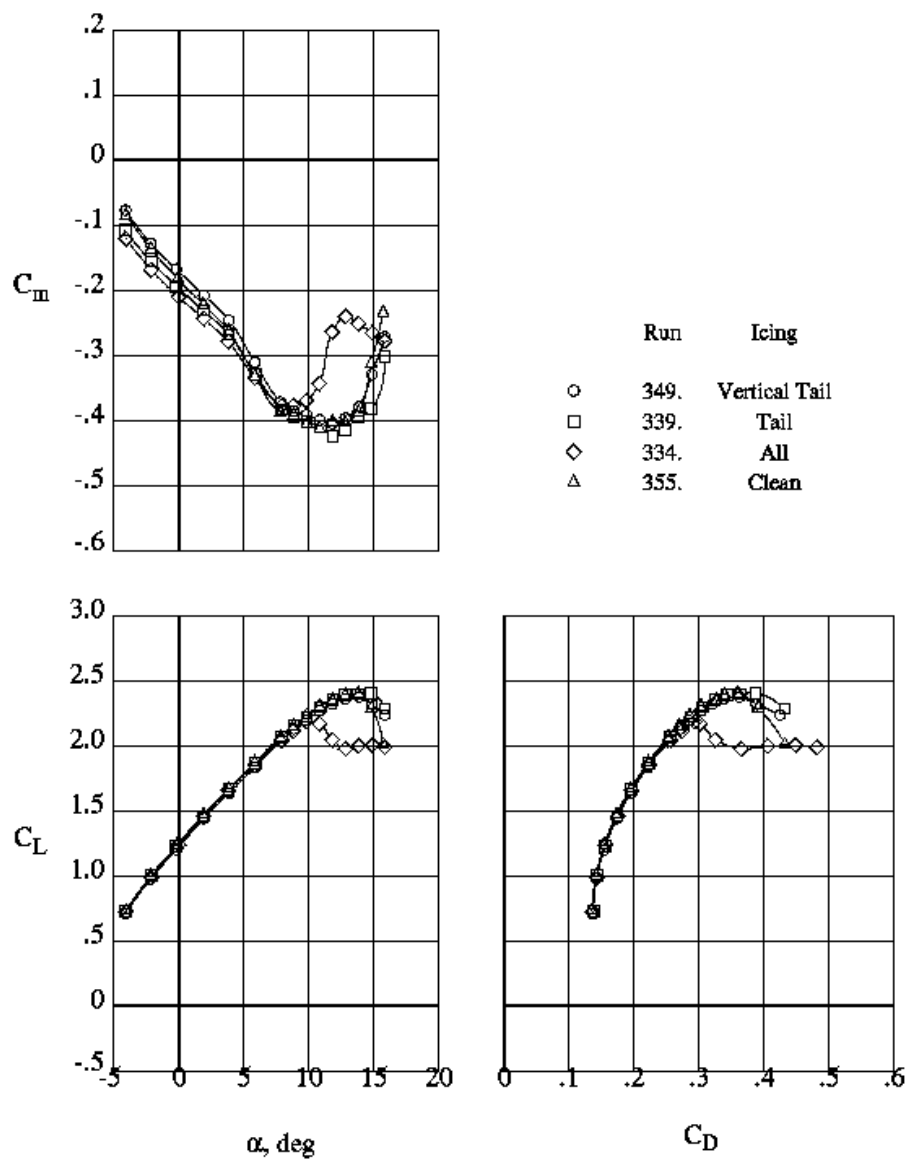 .2
.1
0
-.1
-.2
-.3
-.4
-.5
-.6
C_m
Run Icing
349. Vertical Tail
339. Tail
334. All
355. Clean
3.0
2.5
2.0
1.5
1.0
.5
0
-.5
C_L
-5 0 5 10 15 20
α, deg
0 .1 .2 .3 .4 .5 .6
C_D